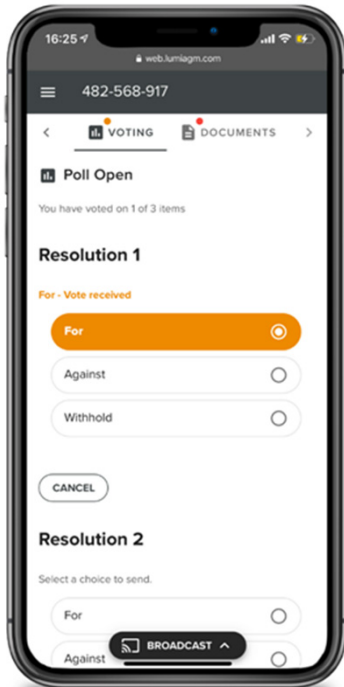 16:25
web.lumiagm.com
482-568-917
VOTING
DOCUMENTS
Poll Open
You have voted on 1 of 3 items
Resolution 1
For - Vote received
For
Against
Withhold
CANCEL
Resolution 2
Select a choice to send.
For
BROADCAST
Against